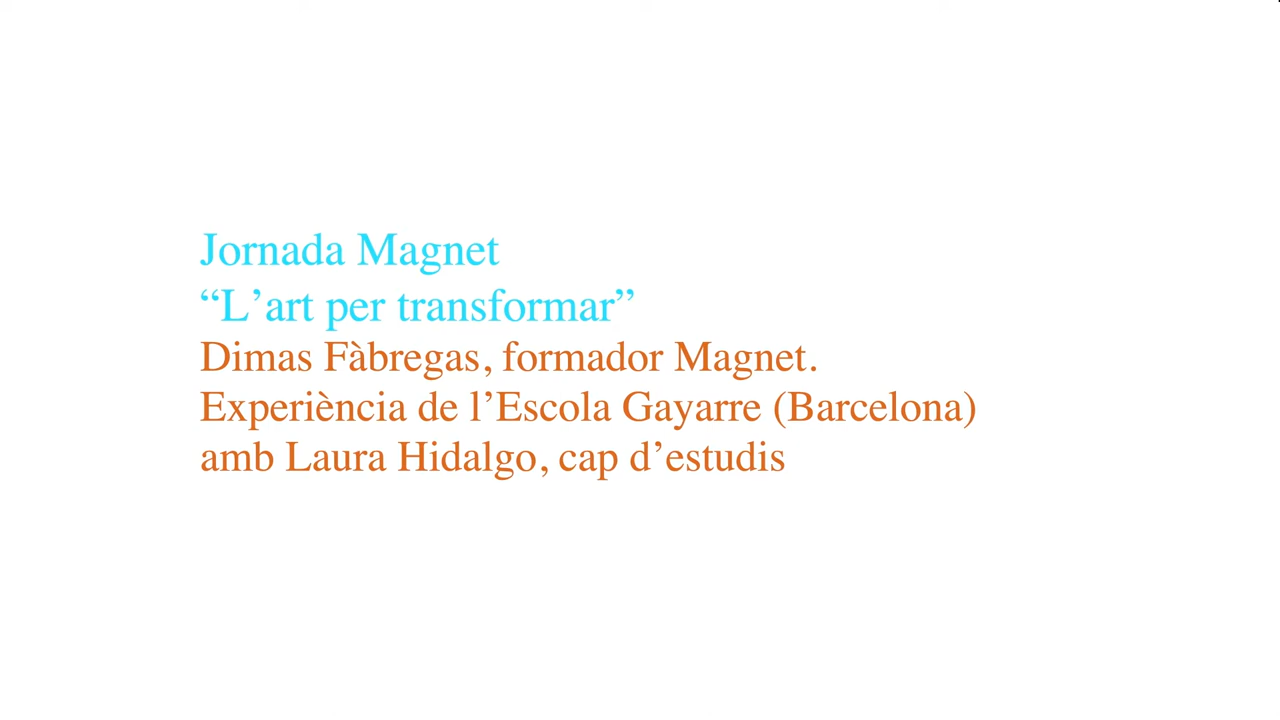 Jornada Magnet
“L’art per transformar”
Dimas Fàbregas, formador Magnet.
Experiència de l’Escola Gayarre (Barcelona)
amb Laura Hidalgo, cap d’estudis